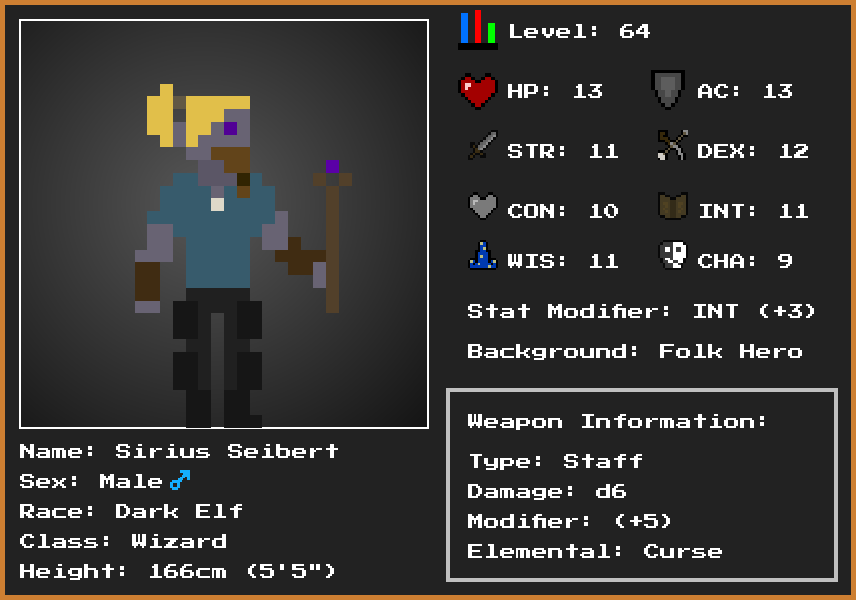 Level: 64
HP: 13 AC: 13
STR: 11 DEX: 12
CON: 10 INT: 11
WIS: 11 CHA: 9
Stat Modifier: INT (+3)
Background: Folk Hero
Weapon Information:
Type: Staff
Damage: d6
Modifier: (+5)
Elemental: Curse
Name: Sirius Seibert
Sex: Male♂
Race: Dark Elf
Class: Wizard
Height: 166cm (5'5")